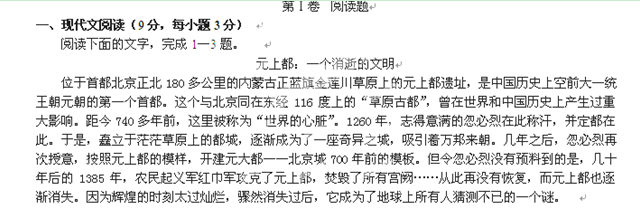 第Ⅰ卷 阅读题
一、现代文阅读（9分，每小题3分）
阅读下面的文字，完成1—3题。
元上都：一个消逝的文明
位于首都北京正北180多公里的内蒙古正蓝旗金莲川草原上的元上都遗址，是中国历史上空前大一统
王朝元朝的第一个首都。这个与北京同在东经 116 度上的“草原古都”，曾在世界和中国历史上产生过重
大影响。距今 740 多年前，这里被称为“世界的心脏”。1260 年，志得意满的忽必烈在此称汗，并定都在
此。于是，矗立于茫茫草原上的都城，逐渐成为了一座奇异之城，吸引着万邦来朝。几年之后，忽必烈再
次授意，按照元上都的模样，开建元大都——北京城 700 年前的模板。但令忽必烈没有预料到的是，几十
年后的 1385 年，农民起义军红巾军攻克了元上都，焚毁了所有宫阙……从此再没有恢复，而元上都也逐
渐消失。因为辉煌的时刻太过灿烂，骤然消失过后，它成为了地球上所有人猜测不已的一个谜。